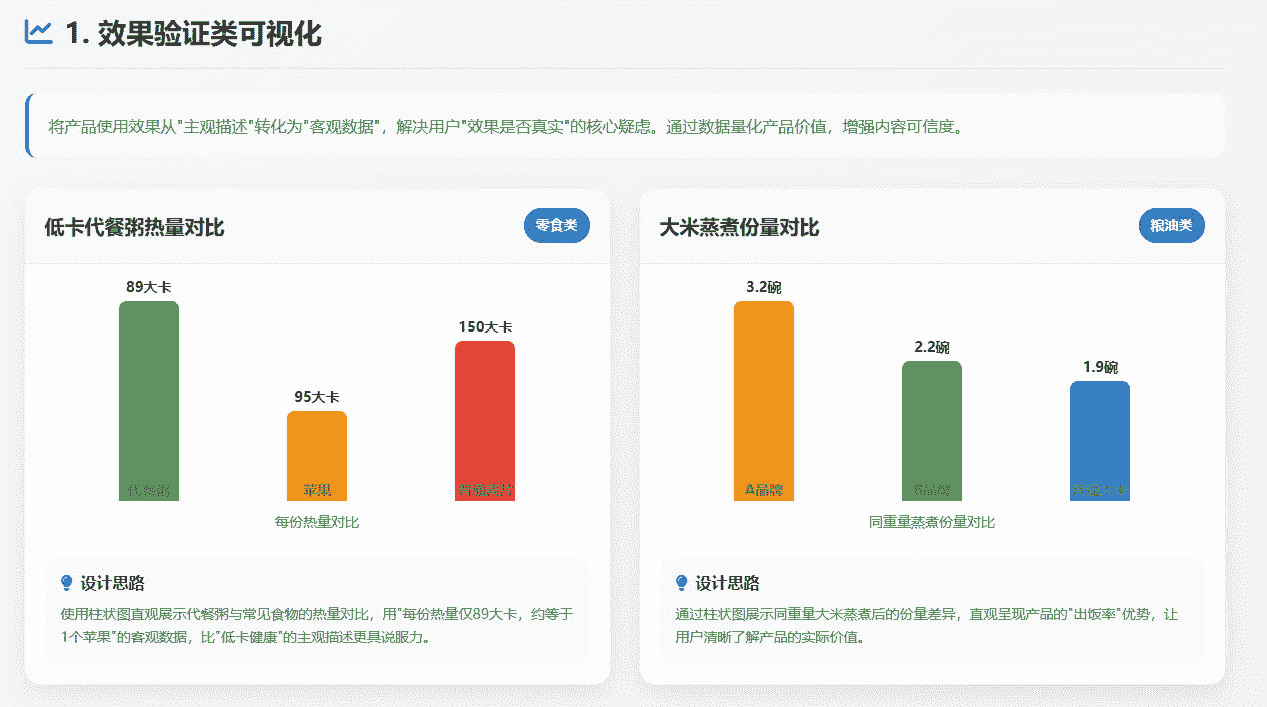 1. 效果验证类可视化
将产品使用效果从"主观描述"转化为"客观数据"，解决用户"效果是否真实"的核心疑虑。通过数据量化产品价值，增强内容可信度。
低卡代餐粥热量对比
零食类
89大卡
95大卡
150大卡
苹果
每份热量对比
设计思路
使用柱状图直观展示代餐粥与常见食物的热量对比，用"每份热量仅89大卡，约等于
1个苹果"的客观数据，比"低卡健康"的主观描述更具说服力。
大米蒸煮份量对比
粮油类
3.2碗
2.2碗
1.9碗
A品牌
同重量蒸煮份量对比
设计思路
通过柱状图展示同重量大米蒸煮后的份量差异，直观呈现产品的"出饭率"优势，让
用户清晰了解产品的实际价值。